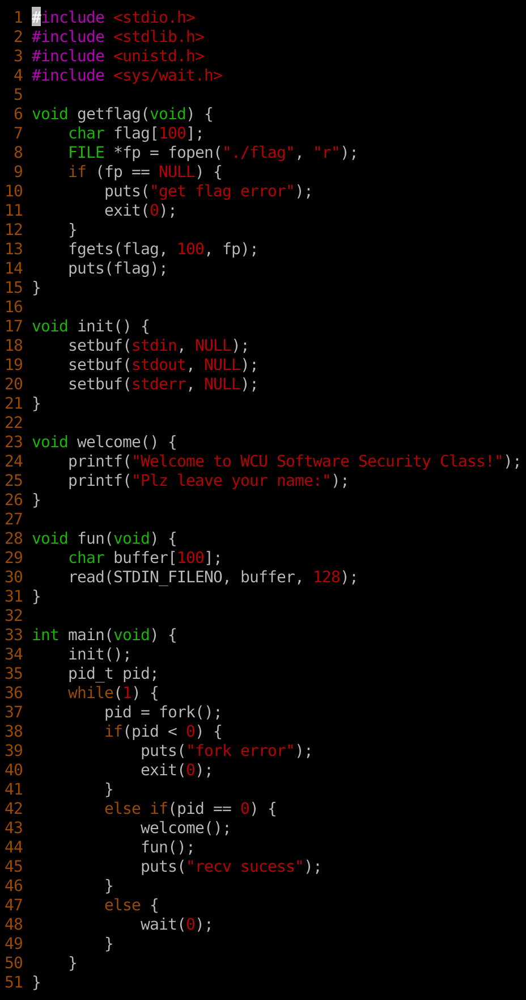 1 #include <stdio.h>
2 #include <stdlib.h>
3 #include <unistd.h>
4 #include <sys/wait.h>
5
6 void getflag(void) {
7     char flag[100];
8     FILE *fp = fopen("./flag", "r");
9     if (fp == NULL) {
10         puts("get flag error");
11         exit(0);
12     }
13     fgets(flag, 100, fp);
14     puts(flag);
15 }
16
17 void init() {
18     setbuf(stdin, NULL);
19     setbuf(stdout, NULL);
20     setbuf(stderr, NULL);
21 }
22
23 void welcome() {
24     printf("Welcome to WCU Software Security Class!");
25     printf("Plz leave your name:");
26 }
27
28 void fun(void) {
29     char buffer[100];
30     read(STDIN_FILENO, buffer, 128);
31 }
32
33 int main(void) {
34     init();
35     pid_t pid;
36     while(1) {
37         pid = fork();
38         if(pid < 0) {
39             puts("fork error");
40             exit(0);
41         }
42         else if(pid == 0) {
43             welcome();
44             fun();
45             puts("recv sucess");
46         }
47         else {
48             wait(0);
49         }
50     }
51 }